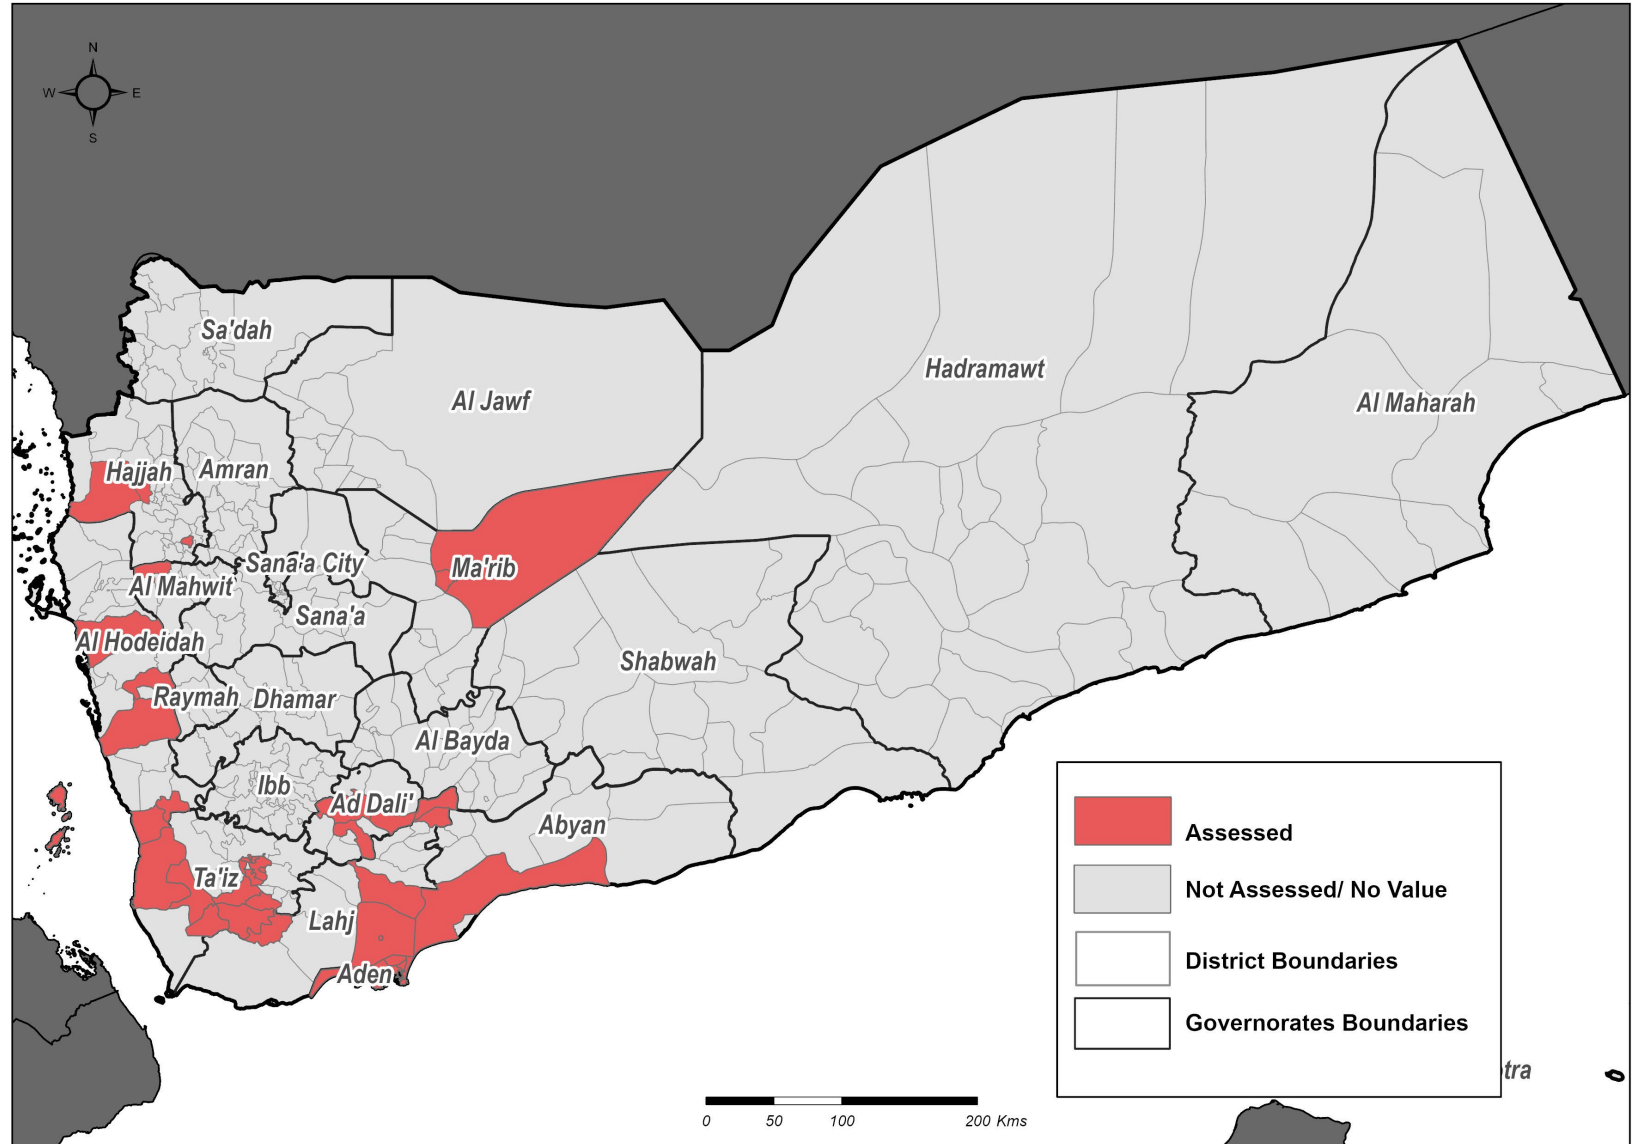 N
W E
S
Sa'dah
Al Jawf
Hadramawt
Al Maharah
Hajjah
Amran
Sana'a City
Ma'rib
Al Mahwit
Sana'a
Al Hodeidah
Shabwah
Raymah
Dhamar
Al Bayda
Ibb
Ad Dali'
Abyan
Ta'iz
Lahj
Aden
Assessed
Not Assessed/ No Value
District Boundaries
Governorates Boundaries
tra
0 50 100 200 Kms